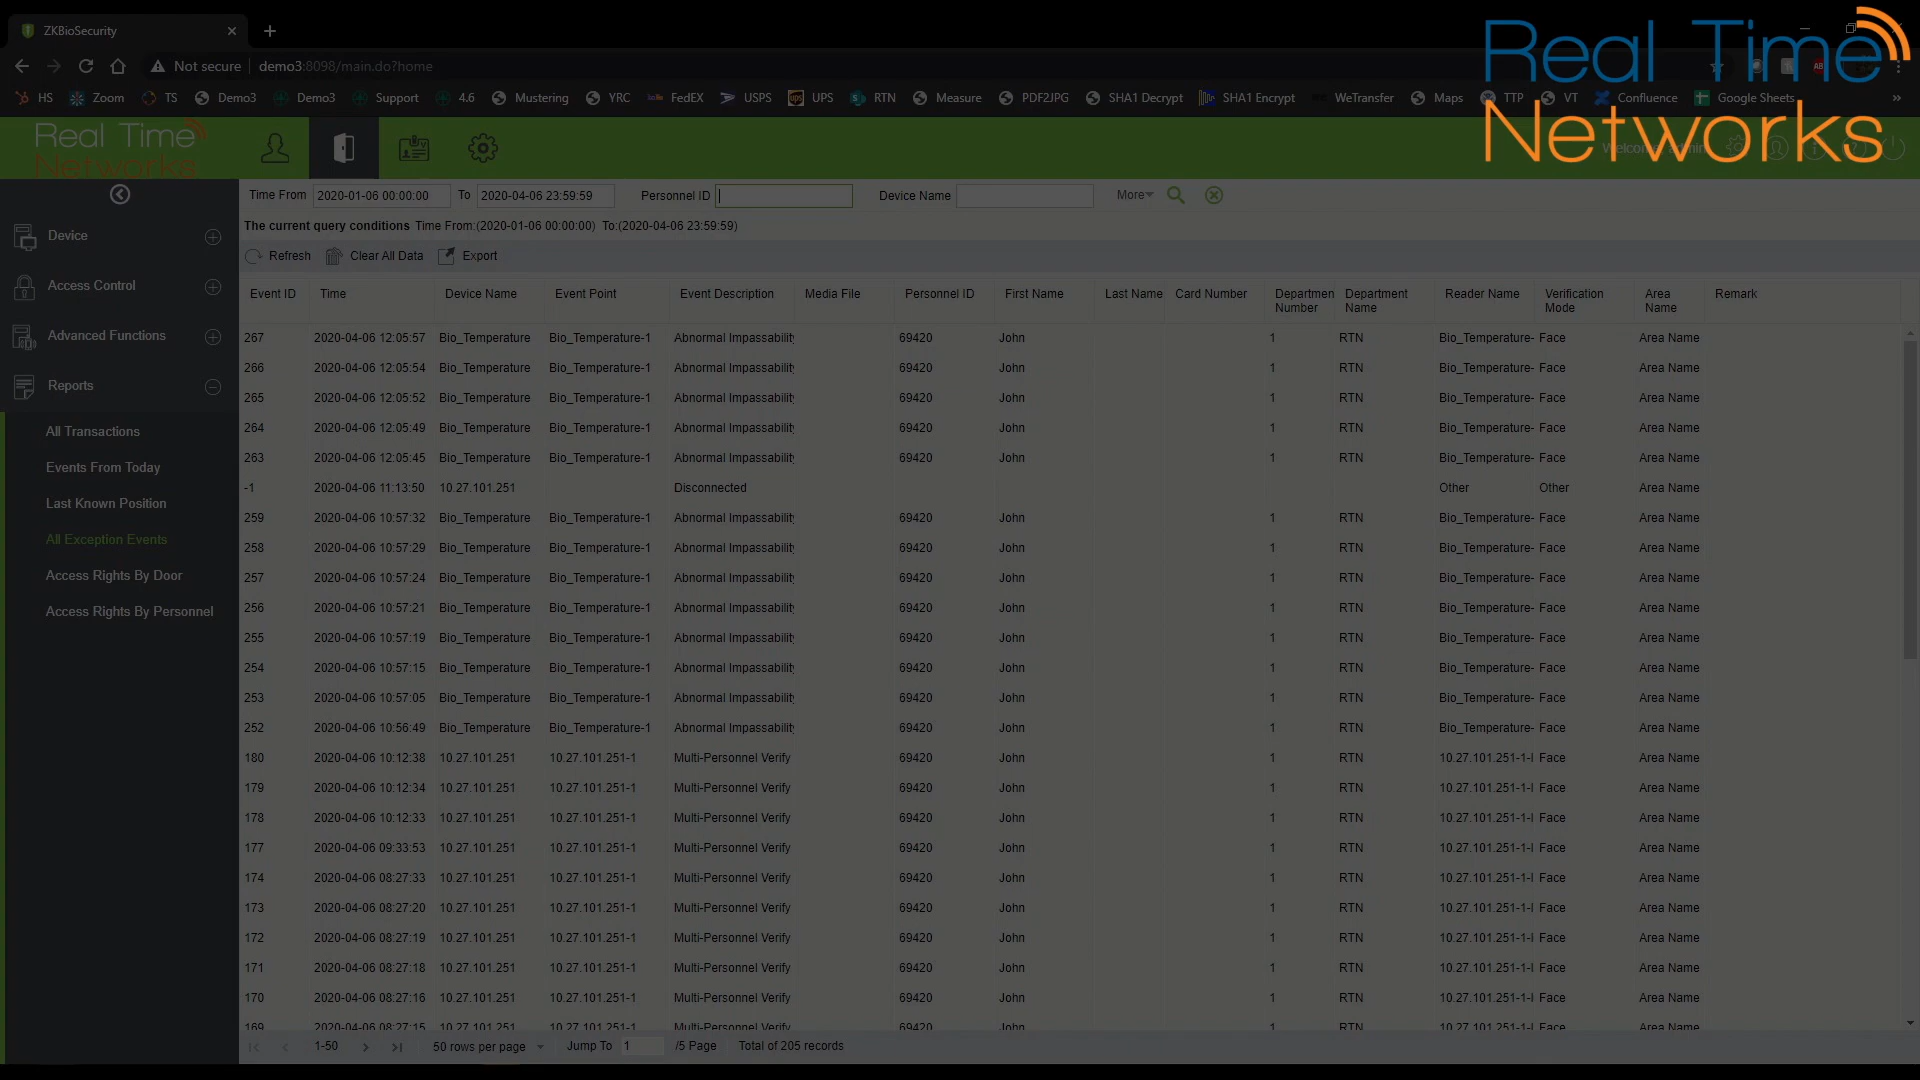 ZKBioSecurity
Not secure demo3:8098/main.do?home
HS Zoom TS Demo3 Demo3 Support 4.6 Mustering YRC FedEX USPS UPS RTN Measure PDF2JPG SHA1 Decrypt SHA1 Encrypt WeTransfer Maps TTP VT Confluence Google Sheets »
Real Time
Networks
Real Time
Networks
Time From 2020-01-06 00:00:00 To 2020-04-06 23:59:59 Personnel ID Device Name More
The current query conditions Time From:(2020-01-06 00:00:00) To:(2020-04-06 23:59:59)
Refresh Clear All Data Export
Device
Access Control
Advanced Functions
Reports
All Transactions
Events From Today
Last Known Position
All Exception Events
Access Rights By Door
Access Rights By Personnel
Event ID Time Device Name Event Point Event Description Media File Personnel ID First Name Last Name Card Number Departmen Number Department Name Reader Name Verification Mode Area Name Remark
267 2020-04-06 12:05:57 Bio_Temperature Bio_Temperature-1 Abnormal Impassability 69420 John 1 RTN Bio_Temperature- Face Area Name
266 2020-04-06 12:05:54 Bio_Temperature Bio_Temperature-1 Abnormal Impassability 69420 John 1 RTN Bio_Temperature- Face Area Name
265 2020-04-06 12:05:52 Bio_Temperature Bio_Temperature-1 Abnormal Impassability 69420 John 1 RTN Bio_Temperature- Face Area Name
264 2020-04-06 12:05:49 Bio_Temperature Bio_Temperature-1 Abnormal Impassability 69420 John 1 RTN Bio_Temperature- Face Area Name
263 2020-04-06 12:05:45 Bio_Temperature Bio_Temperature-1 Abnormal Impassability 69420 John 1 RTN Bio_Temperature- Face Area Name
-1 2020-04-06 11:13:50 10.27.101.251 Disconnected Other Other Area Name
259 2020-04-06 10:57:32 Bio_Temperature Bio_Temperature-1 Abnormal Impassability 69420 John 1 RTN Bio_Temperature- Face Area Name
258 2020-04-06 10:57:29 Bio_Temperature Bio_Temperature-1 Abnormal Impassability 69420 John 1 RTN Bio_Temperature- Face Area Name
257 2020-04-06 10:57:24 Bio_Temperature Bio_Temperature-1 Abnormal Impassability 69420 John 1 RTN Bio_Temperature- Face Area Name
256 2020-04-06 10:57:21 Bio_Temperature Bio_Temperature-1 Abnormal Impassability 69420 John 1 RTN Bio_Temperature- Face Area Name
255 2020-04-06 10:57:19 Bio_Temperature Bio_Temperature-1 Abnormal Impassability 69420 John 1 RTN Bio_Temperature- Face Area Name
254 2020-04-06 10:57:15 Bio_Temperature Bio_Temperature-1 Abnormal Impassability 69420 John 1 RTN Bio_Temperature- Face Area Name
253 2020-04-06 10:57:05 Bio_Temperature Bio_Temperature-1 Abnormal Impassability 69420 John 1 RTN Bio_Temperature- Face Area Name
252 2020-04-06 10:56:49 Bio_Temperature Bio_Temperature-1 Abnormal Impassability 69420 John 1 RTN Bio_Temperature- Face Area Name
180 2020-04-06 10:12:38 10.27.101.251 10.27.101.251-1 Multi-Personnel Verify 69420 John 1 RTN 10.27.101.251-1-I Face Area Name
179 2020-04-06 10:12:34 10.27.101.251 10.27.101.251-1 Multi-Personnel Verify 69420 John 1 RTN 10.27.101.251-1-I Face Area Name
178 2020-04-06 10:12:33 10.27.101.251 10.27.101.251-1 Multi-Personnel Verify 69420 John 1 RTN 10.27.101.251-1-I Face Area Name
177 2020-04-06 09:33:53 10.27.101.251 10.27.101.251-1 Multi-Personnel Verify 69420 John 1 RTN 10.27.101.251-1-I Face Area Name
174 2020-04-06 08:27:33 10.27.101.251 10.27.101.251-1 Multi-Personnel Verify 69420 John 1 RTN 10.27.101.251-1-I Face Area Name
173 2020-04-06 08:27:20 10.27.101.251 10.27.101.251-1 Multi-Personnel Verify 69420 John 1 RTN 10.27.101.251-1-I Face Area Name
172 2020-04-06 08:27:19 10.27.101.251 10.27.101.251-1 Multi-Personnel Verify 69420 John 1 RTN 10.27.101.251-1-I Face Area Name
171 2020-04-06 08:27:18 10.27.101.251 10.27.101.251-1 Multi-Personnel Verify 69420 John 1 RTN 10.27.101.251-1-I Face Area Name
170 2020-04-06 08:27:16 10.27.101.251 10.27.101.251-1 Multi-Personnel Verify 69420 John 1 RTN 10.27.101.251-1-I Face Area Name
169 2020-04-06 08:27:15 10.27.101.251 10.27.101.251-1 Multi-Personnel Verify 69420 John 1 RTN 10.27.101.251-1-I Face Area Name
1-50 50 rows per page Jump To 1 /5 Page Total of 205 records